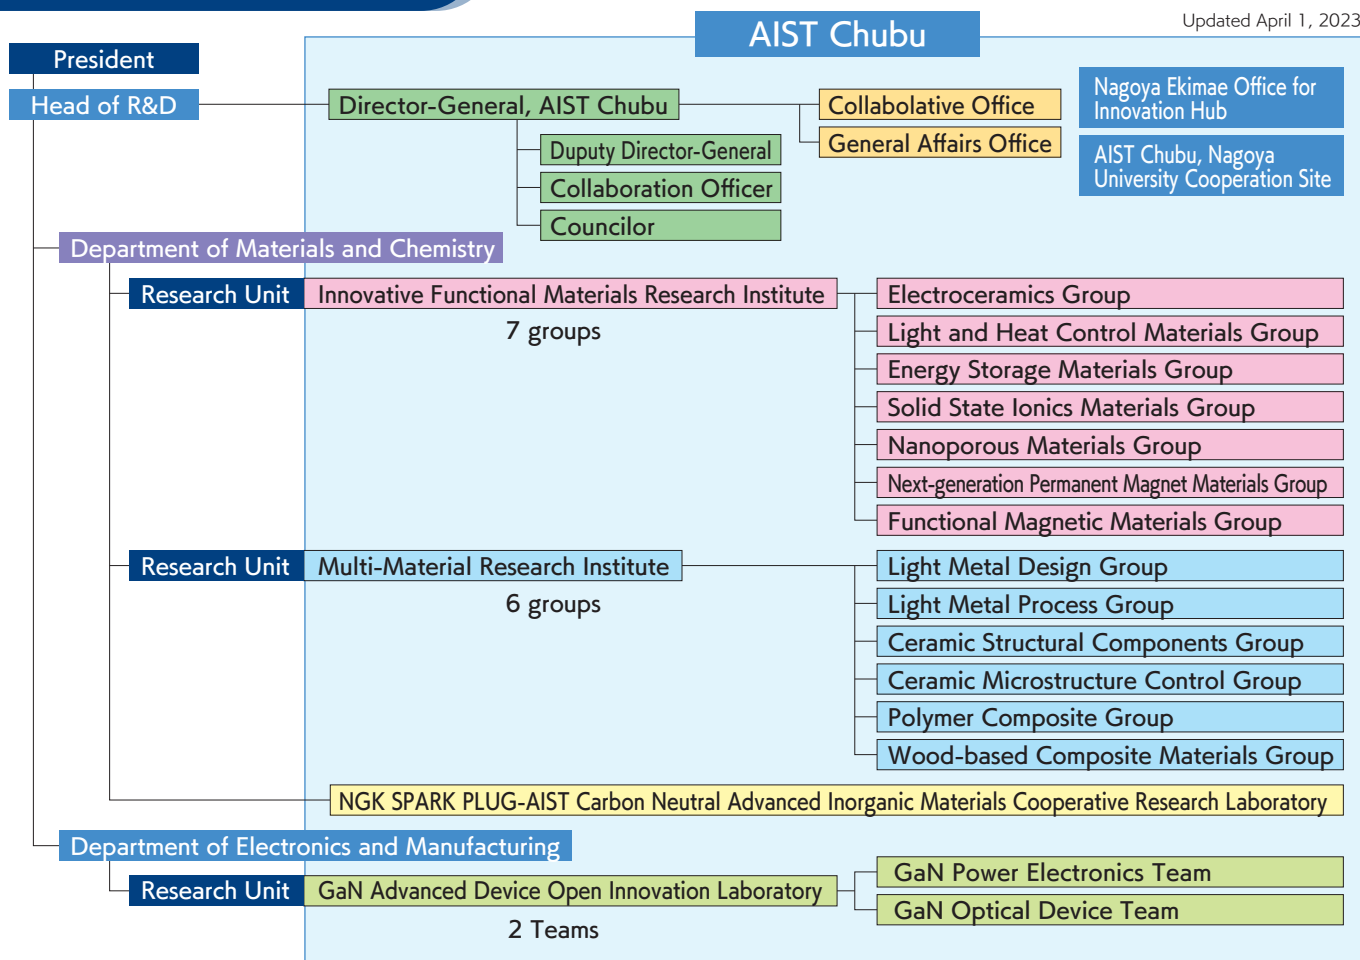 Updated April 1, 2023
AIST Chubu
President
Head of R&D
Director-General, AIST Chubu
Collabolative Office
General Affairs Office
Nagoya Ekimae Office for
Innovation Hub
AIST Chubu, Nagoya
University Cooperation Site
Duputy Director-General
Collaboration Officer
Councilor
Department of Materials and Chemistry
Research Unit
Innovative Functional Materials Research Institute
7 groups
Electroceramics Group
Light and Heat Control Materials Group
Energy Storage Materials Group
Solid State Ionics Materials Group
Nanoporous Materials Group
Next-generation Permanent Magnet Materials Group
Functional Magnetic Materials Group
Research Unit
Multi-Material Research Institute
6 groups
Light Metal Design Group
Light Metal Process Group
Ceramic Structural Components Group
Ceramic Microstructure Control Group
Polymer Composite Group
Wood-based Composite Materials Group
NGK SPARK PLUG-AIST Carbon Neutral Advanced Inorganic Materials Cooperative Research Laboratory
Department of Electronics and Manufacturing
Research Unit
GaN Advanced Device Open Innovation Laboratory
2 Teams
GaN Power Electronics Team
GaN Optical Device Team